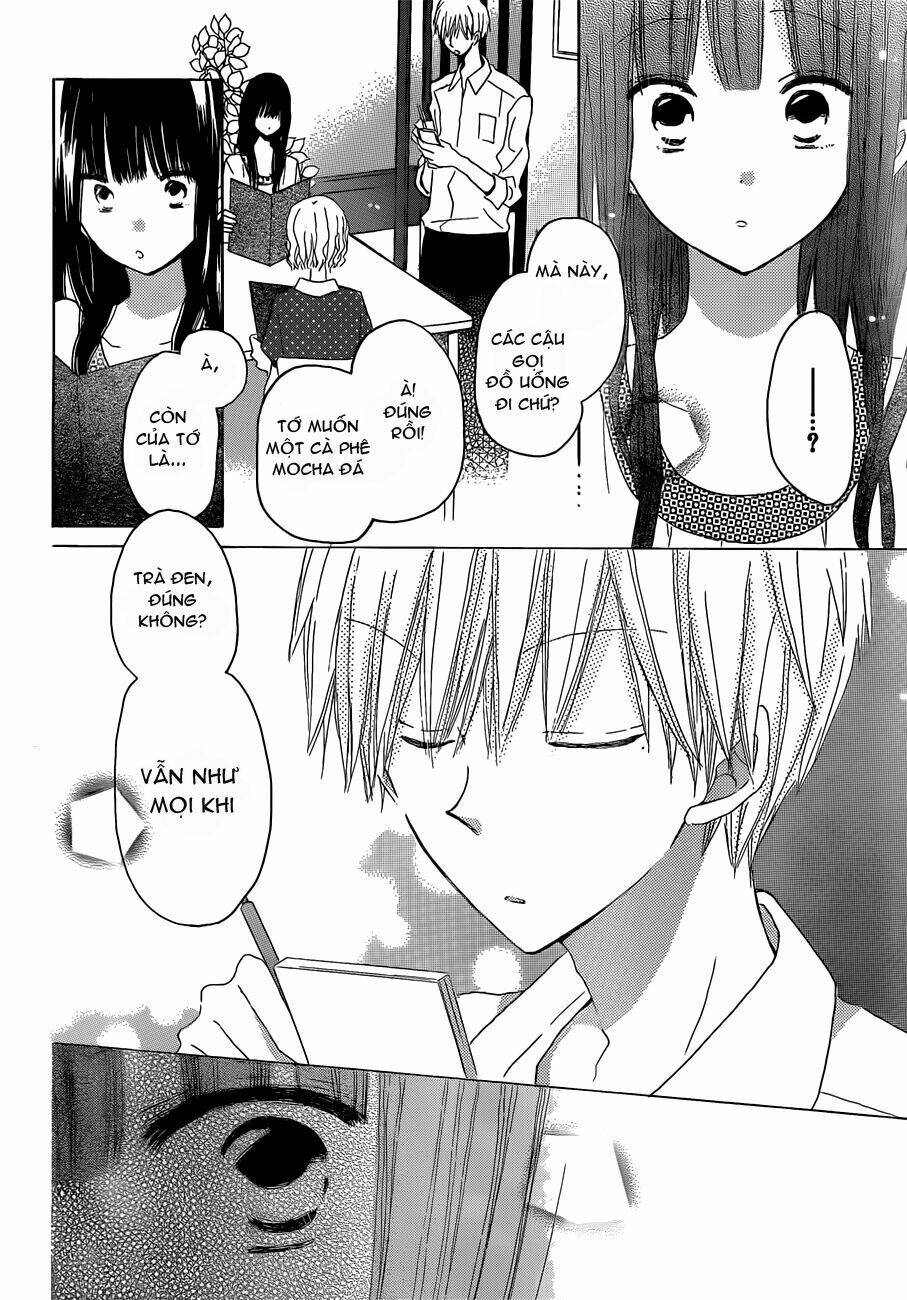 ......?
MÀ NÀY,
CÁC CẬU
GỌI
ĐỒ UỐNG
ĐI CHỨ?
À!
ĐÚNG
RỒI!
TỚ MUỐN
MỘT CÀ PHÊ
MOCHA ĐÁ
À,
CÒN
CỦA TỚ
LÀ...
TRÀ ĐEN,
ĐÚNG
KHÔNG?
VẪN NHƯ
MỌI KHI